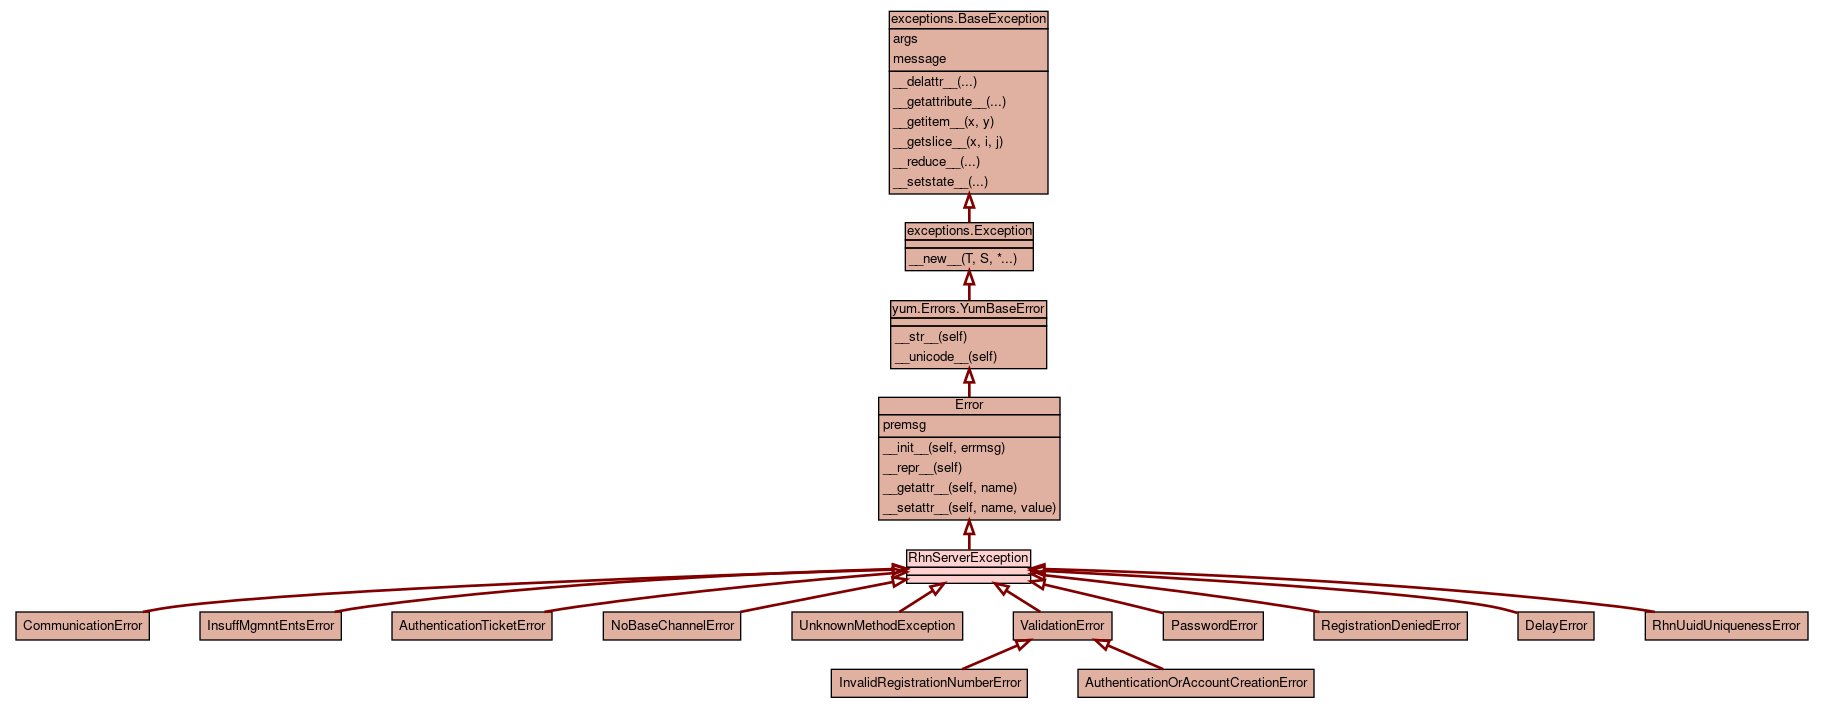 exceptions.BaseException
args
message
__delattr__(...)
__getattribute__(...)
__getitem__(x, y)
__getslice__(x, i, j)
__reduce__(...)
__setstate__(...)
exceptions.Exception
__new__(T, S, *...)
yum.Errors.YumBaseError
__str__(self)
__unicode__(self)
Error
premsg
__init__(self, errmsg)
__repr__(self)
__getattr__(self, name)
__setattr__(self, name, value)
RhnServerException
CommunicationError
InsuffMgmntEntsError
AuthenticationTicketError
NoBaseChannelError
UnknownMethodException
ValidationError
PasswordError
RegistrationDeniedError
DelayError
RhnUuidUniquenessError
InvalidRegistrationNumberError
AuthenticationOrAccountCreationError